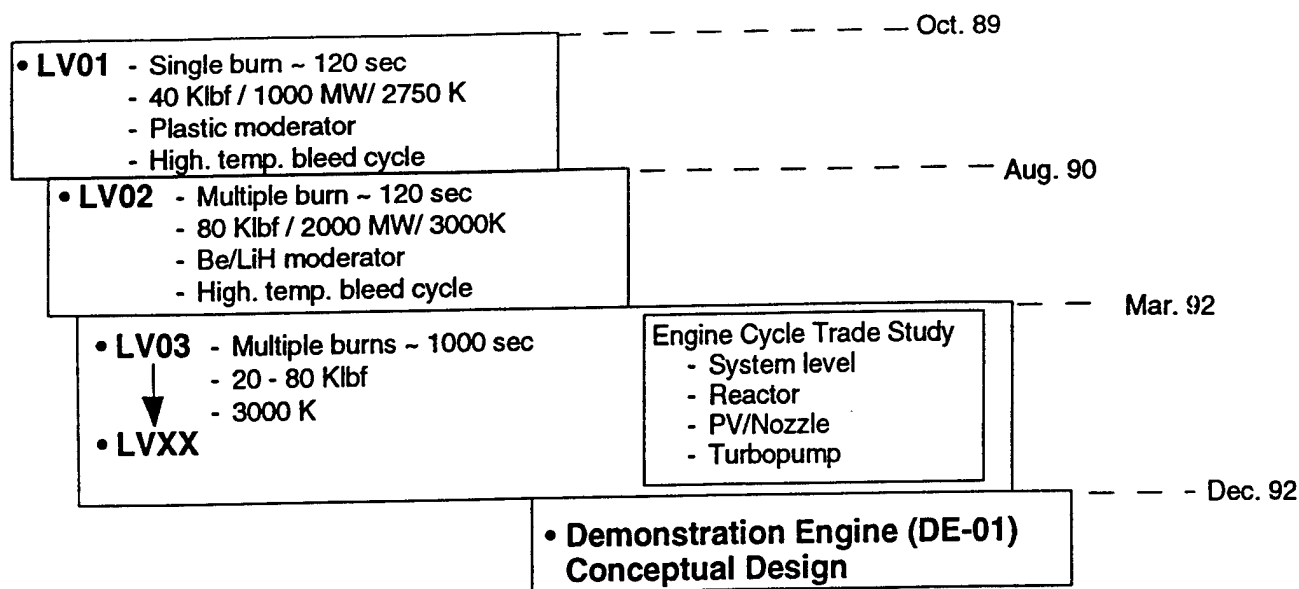 Oct. 89
• LV01 - Single burn ~ 120 sec
- 40 Klbf / 1000 MW/ 2750 K
- Plastic moderator
- High. temp. bleed cycle
Aug. 90
• LV02 - Multiple burn ~ 120 sec
- 80 Klbf / 2000 MW/ 3000K
- Be/LiH moderator
- High. temp. bleed cycle
Mar. 92
• LV03 - Multiple burns ~ 1000 sec
- 20 - 80 Klbf
- 3000 K
• LVXX
Engine Cycle Trade Study
- System level
- Reactor
- PV/Nozzle
- Turbopump
Dec. 92
• Demonstration Engine (DE-01)
Conceptual Design